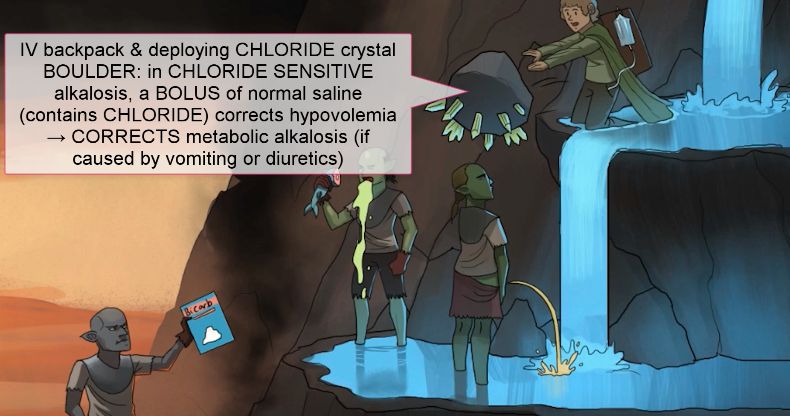 IV backpack & deploying CHLORIDE crystal
BOULDER: in CHLORIDE SENSITIVE
alkalosis, a BOLUS of normal saline
(contains CHLORIDE) corrects hypovolemia
→ CORRECTS metabolic alkalosis (if
caused by vomiting or diuretics)
Bicarb